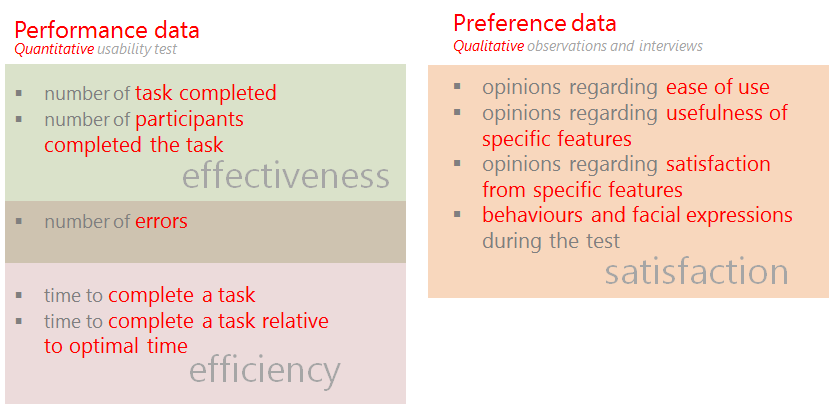 Performance data
Quantitative usability test
▪ number of task completed
▪ number of participants
completed the task
effectiveness
▪ number of errors
▪ time to complete a task
▪ time to complete a task relative
to optimal time
efficiency
Preference data
Qualitative observations and interviews
▪ opinions regarding ease of use
▪ opinions regarding usefulness of
specific features
▪ opinions regarding satisfaction
from specific features
▪ behaviours and facial expressions
during the test
satisfaction